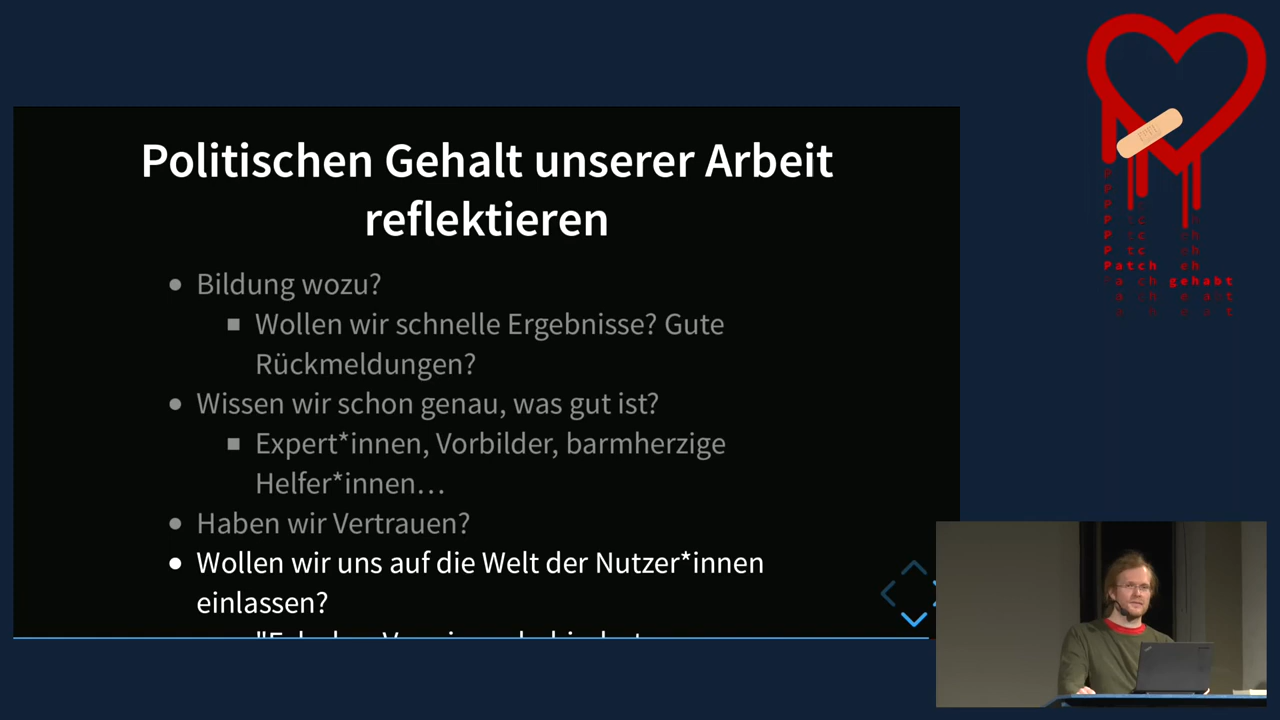 Politischen Gehalt unserer Arbeit
reflektieren
Bildung wozu?
Wollen wir schnelle Ergebnisse? Gute
Rückmeldungen?
Wissen wir schon genau, was gut ist?
Expert*innen, Vorbilder, barmherzige
Helfer*innen…
Haben wir Vertrauen?
Wollen wir uns auf die Welt der Nutzer*innen
einlassen?
Patch
gehabt